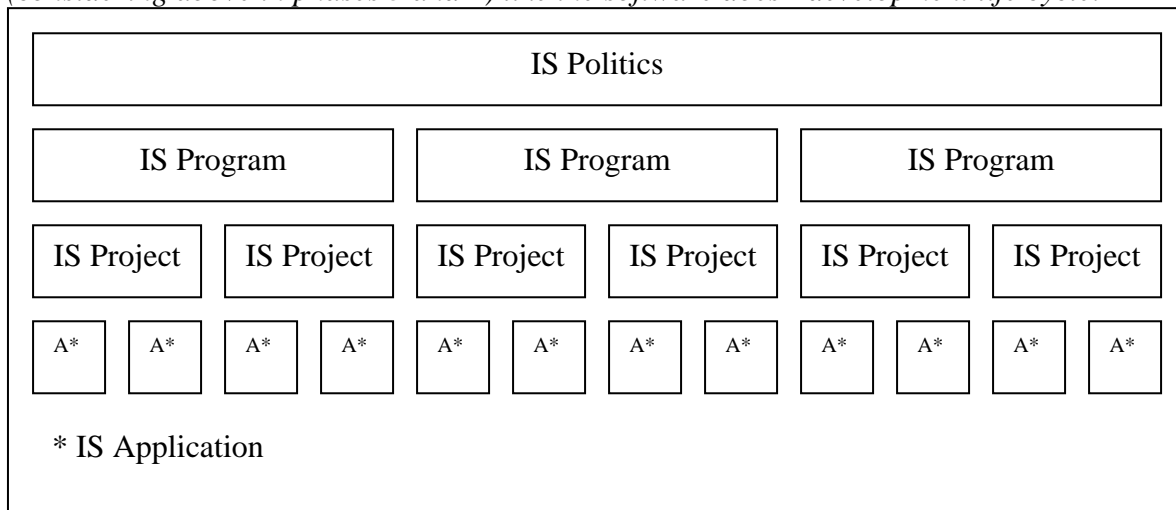 IS Politics
IS Program IS Program IS Program
IS Project IS Project IS Project IS Project IS Project IS Project
A* A* A* A* A* A* A* A* A* A* A* A*
* IS Application